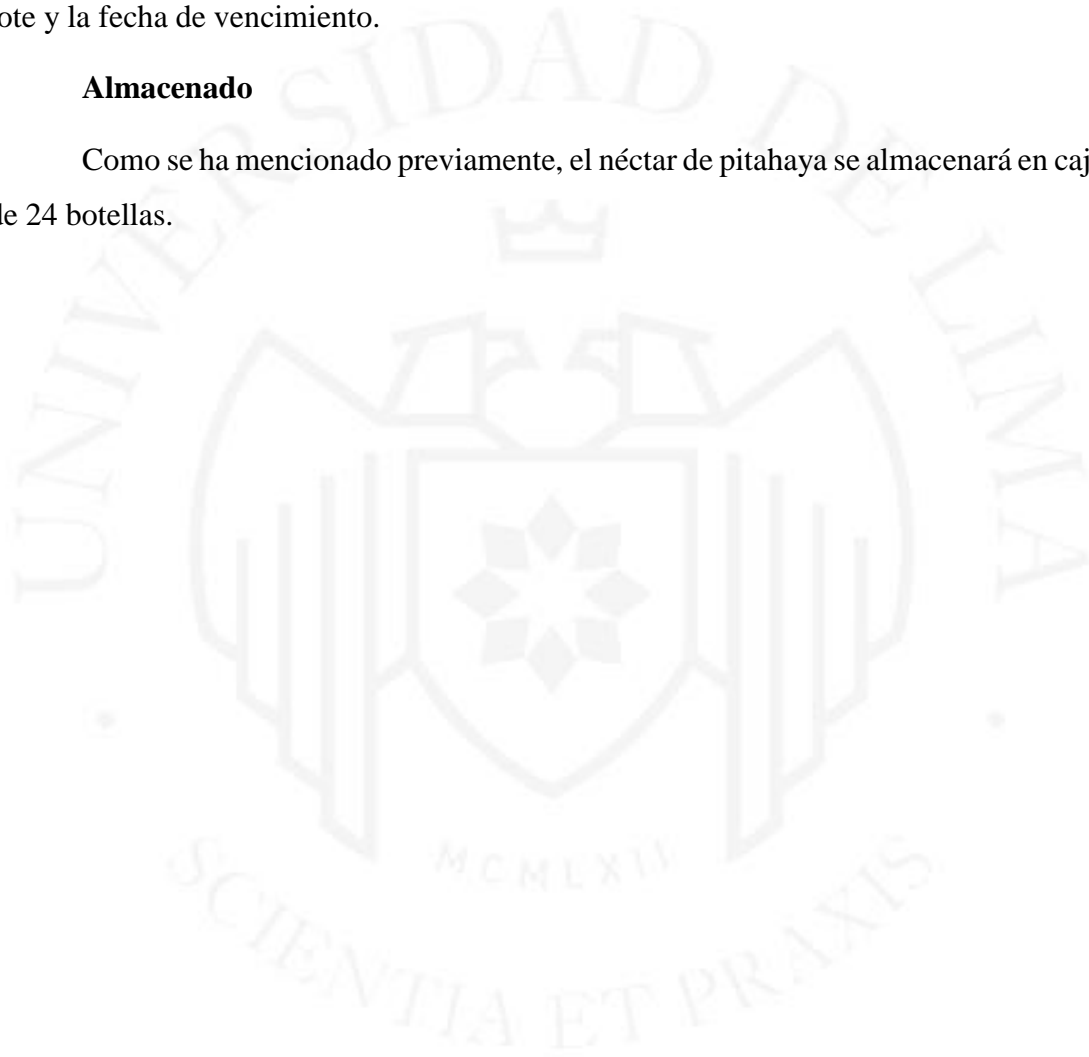 ote y la fecha de vencimiento.
Almacenado
Como se ha mencionado previamente, el néctar de pitahaya se almacenará en caj
de 24 botellas.
UNIVERSIDAD DE LIMA
MCMLXII
SCIENTIA ET PRAXIS